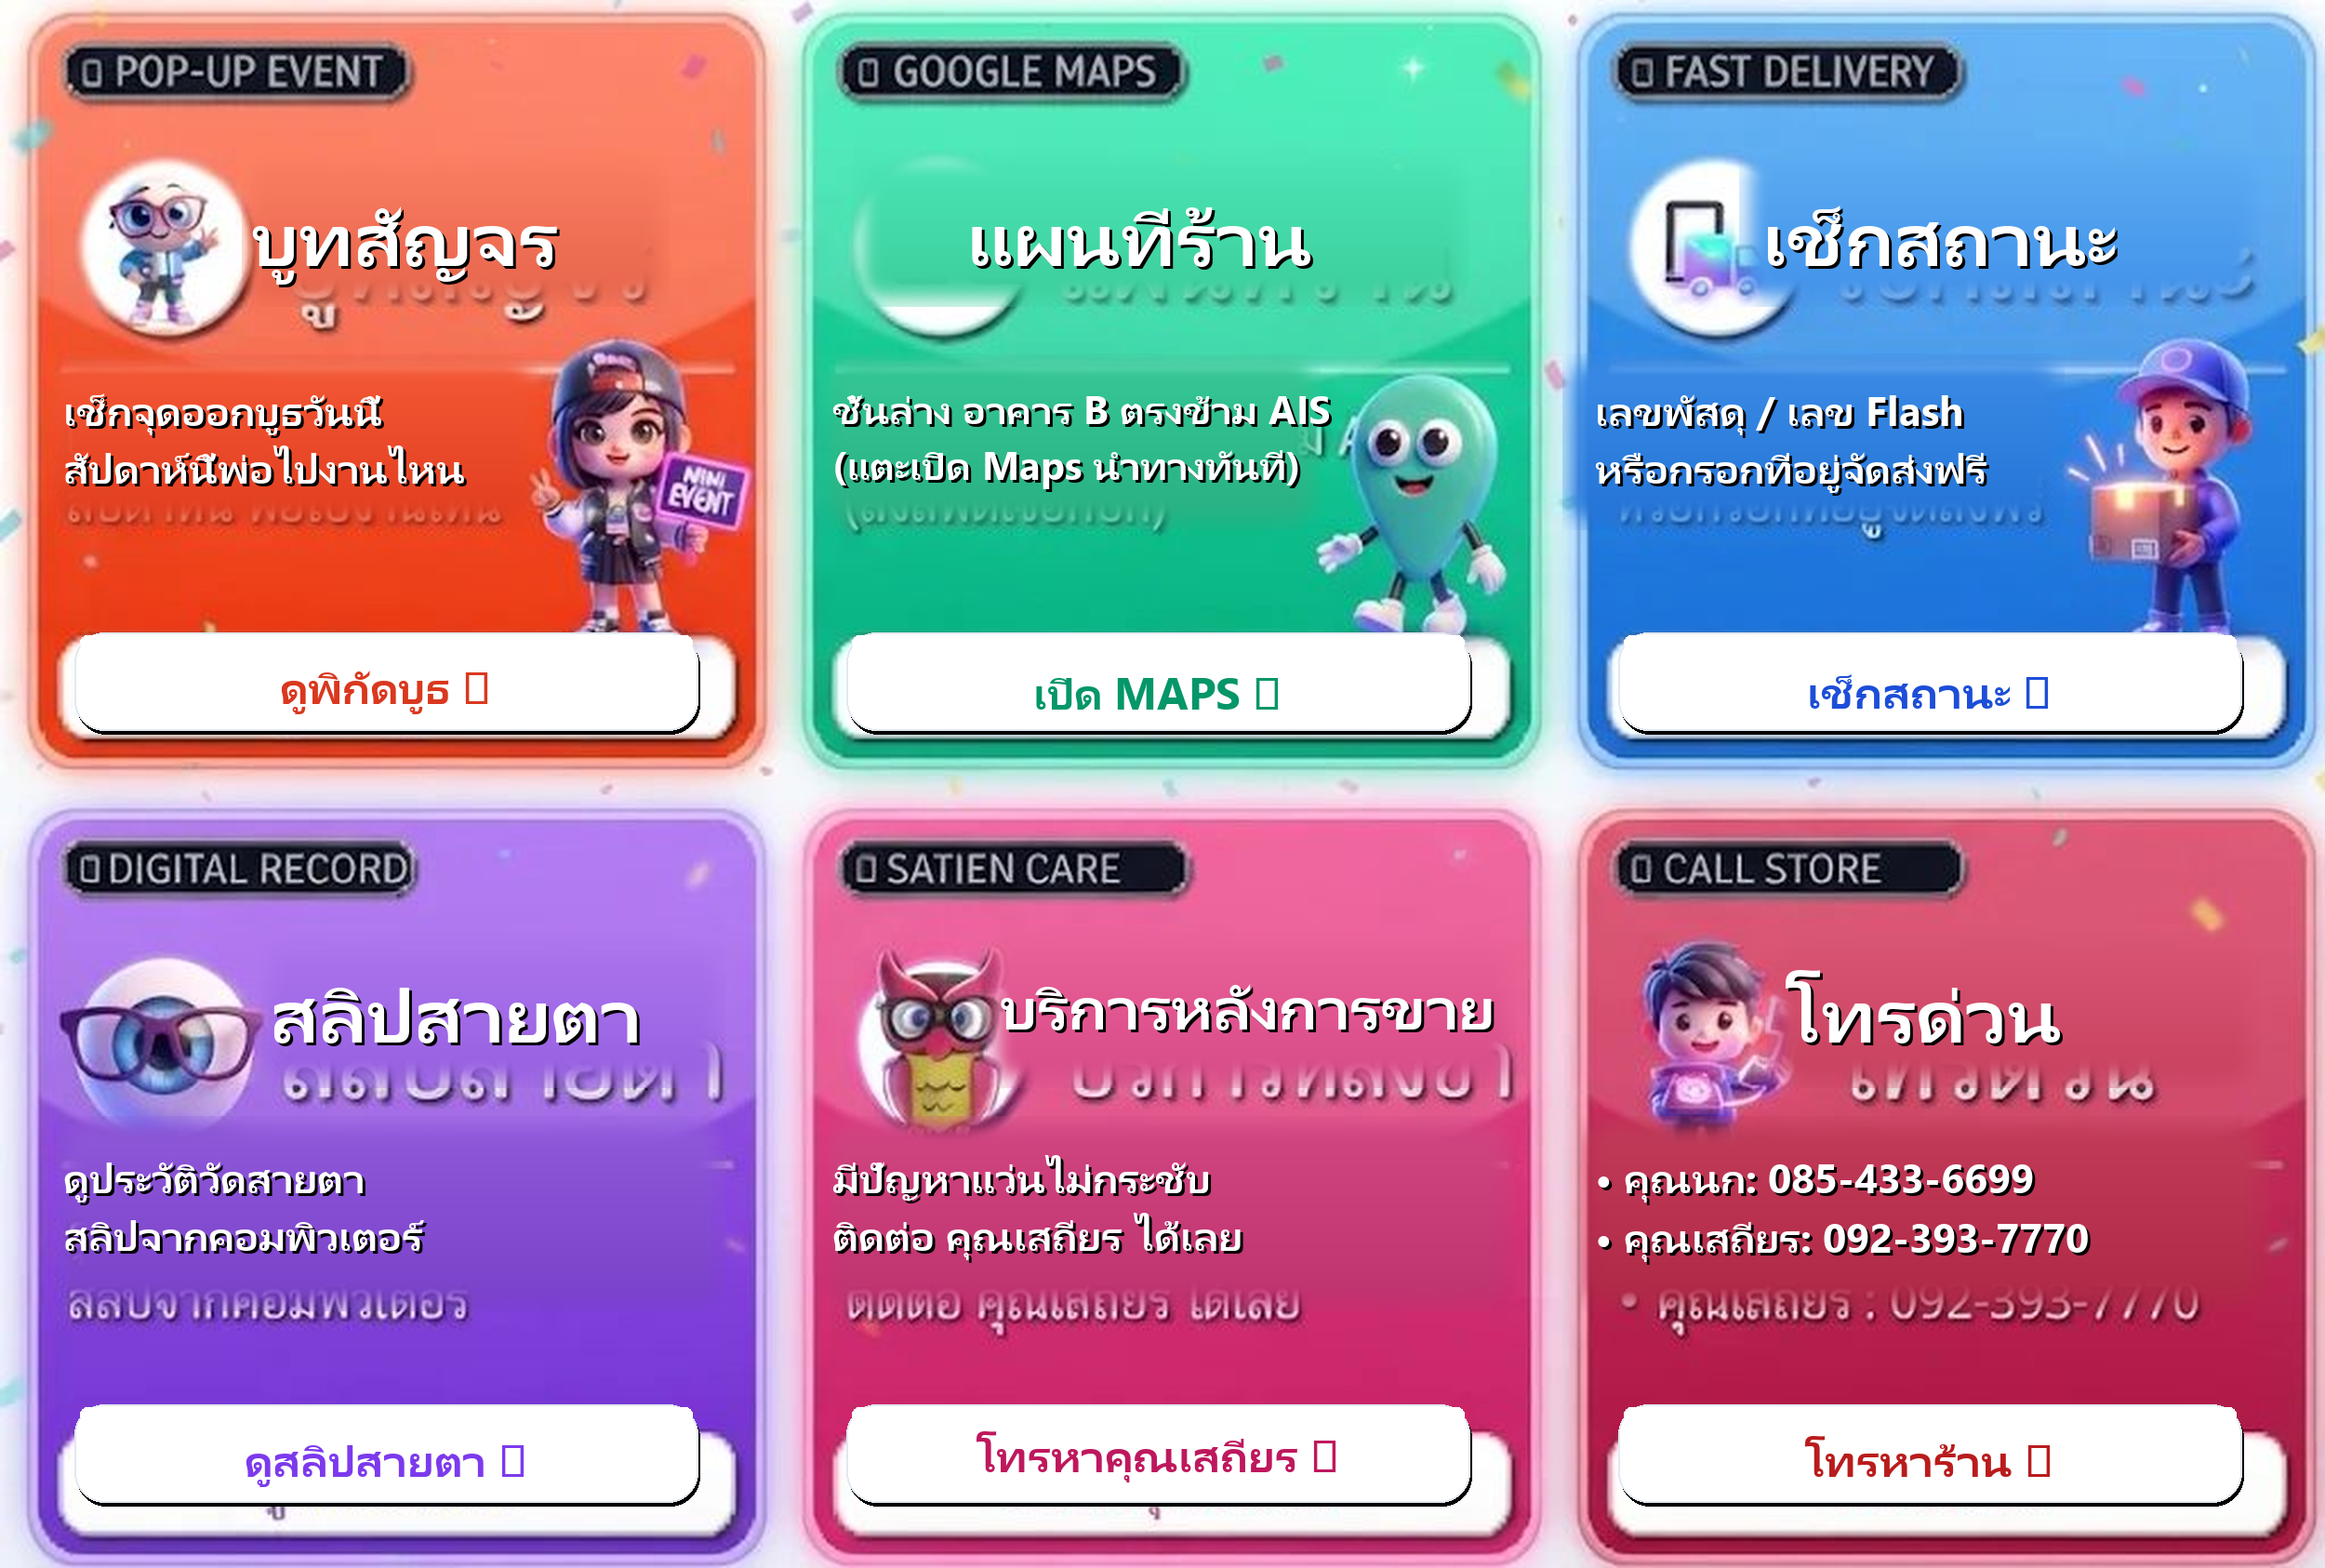 POP-UP EVENT
GOOGLE MAPS
FAST DELIVERY
บูทสัญจร
แผนที่ร้าน
เช็กสถานะ
เช็กจุดออกบูธวันนี้
สัปดาห์นี้พ่อไปงานไหน
NINI
EVENT
ชั้นล่าง อาคาร B ตรงข้าม AIS
(แตะเปิด Maps นำทางทันที)
เลขพัสดุ / เลข Flash
หรือกรอกที่อยู่จัดส่งฟรี
ดูพิกัดบูธ
เปิด MAPS
เช็กสถานะ
DIGITAL RECORD
SATIEN CARE
CALL STORE
สลิปสายตา
บริการหลังการขาย
โทรด่วน
ดูประวัติวัดสายตา
สลิปจากคอมพิวเตอร์
มีปัญหาแว่นไม่กระชับ
ติดต่อ คุณเสถียร ได้เลย
• คุณนก: 085-433-6699
• คุณเสถียร: 092-393-7770
• คุณเสถียร : 092-393-7770
ดูสลิปสายตา
โทรหาคุณเสถียร
โทรหาร้าน